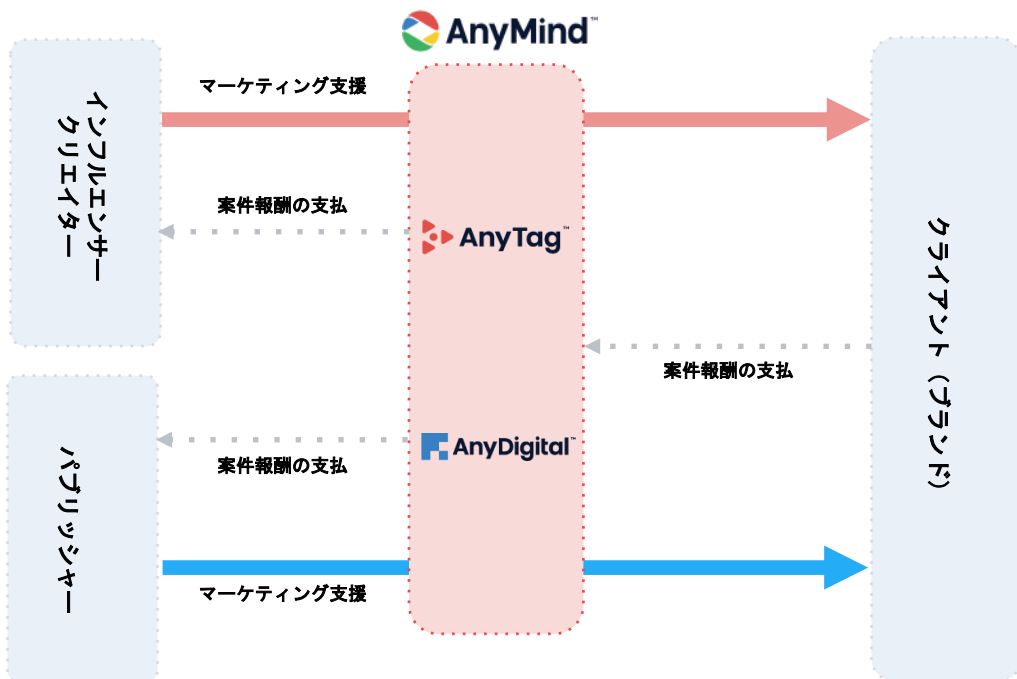 AnyMind™
マーケティング支援
インフルエンサー
クリエイター
案件報酬の支払
AnyTag™
クライアント（ブランド）
案件報酬の支払
AnyDigital™
案件報酬の支払
パブリッシャー
マーケティング支援